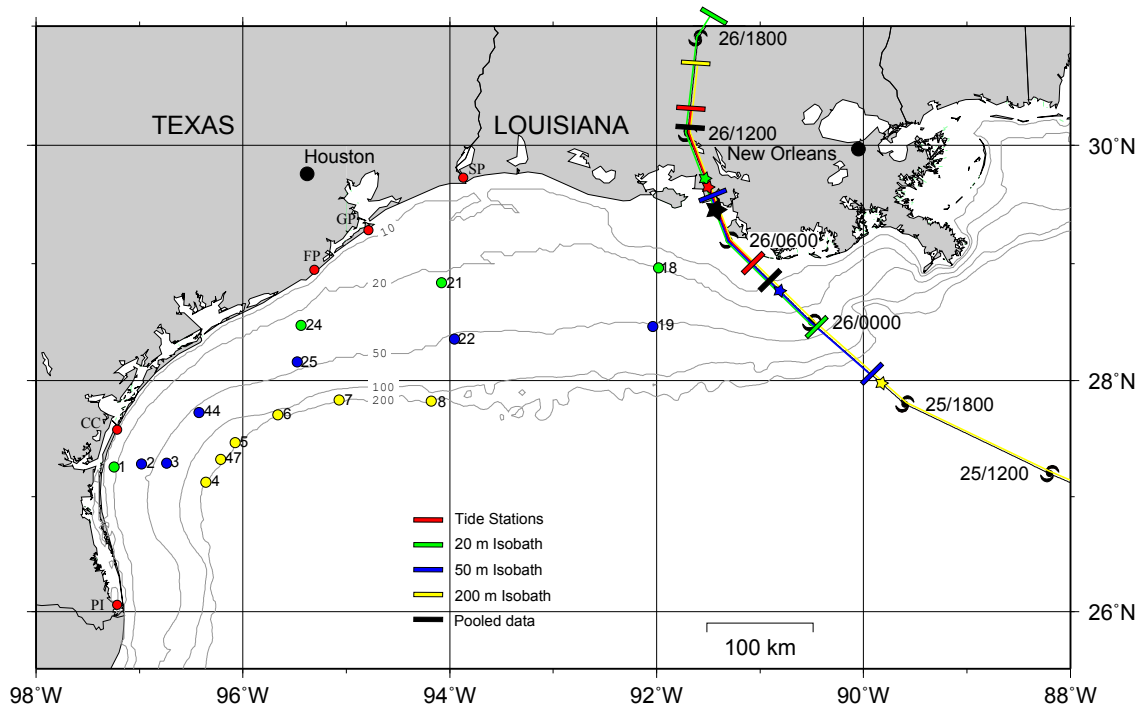 26/1800
TEXAS
LOUISIANA
26/1200
30°N
Houston
New Orleans
SP
GP
10
FP
26/0600
18
20
21
24
26/0000
19
22
50
25
28°N
100
200
7
8
25/1800
44
6
CC
5
25/1200
1
2
3
47
4
Tide Stations
20 m Isobath
50 m Isobath
200 m Isobath
Pooled data
PI
26°N
100 km
98°W
96°W
94°W
92°W
90°W
88°W